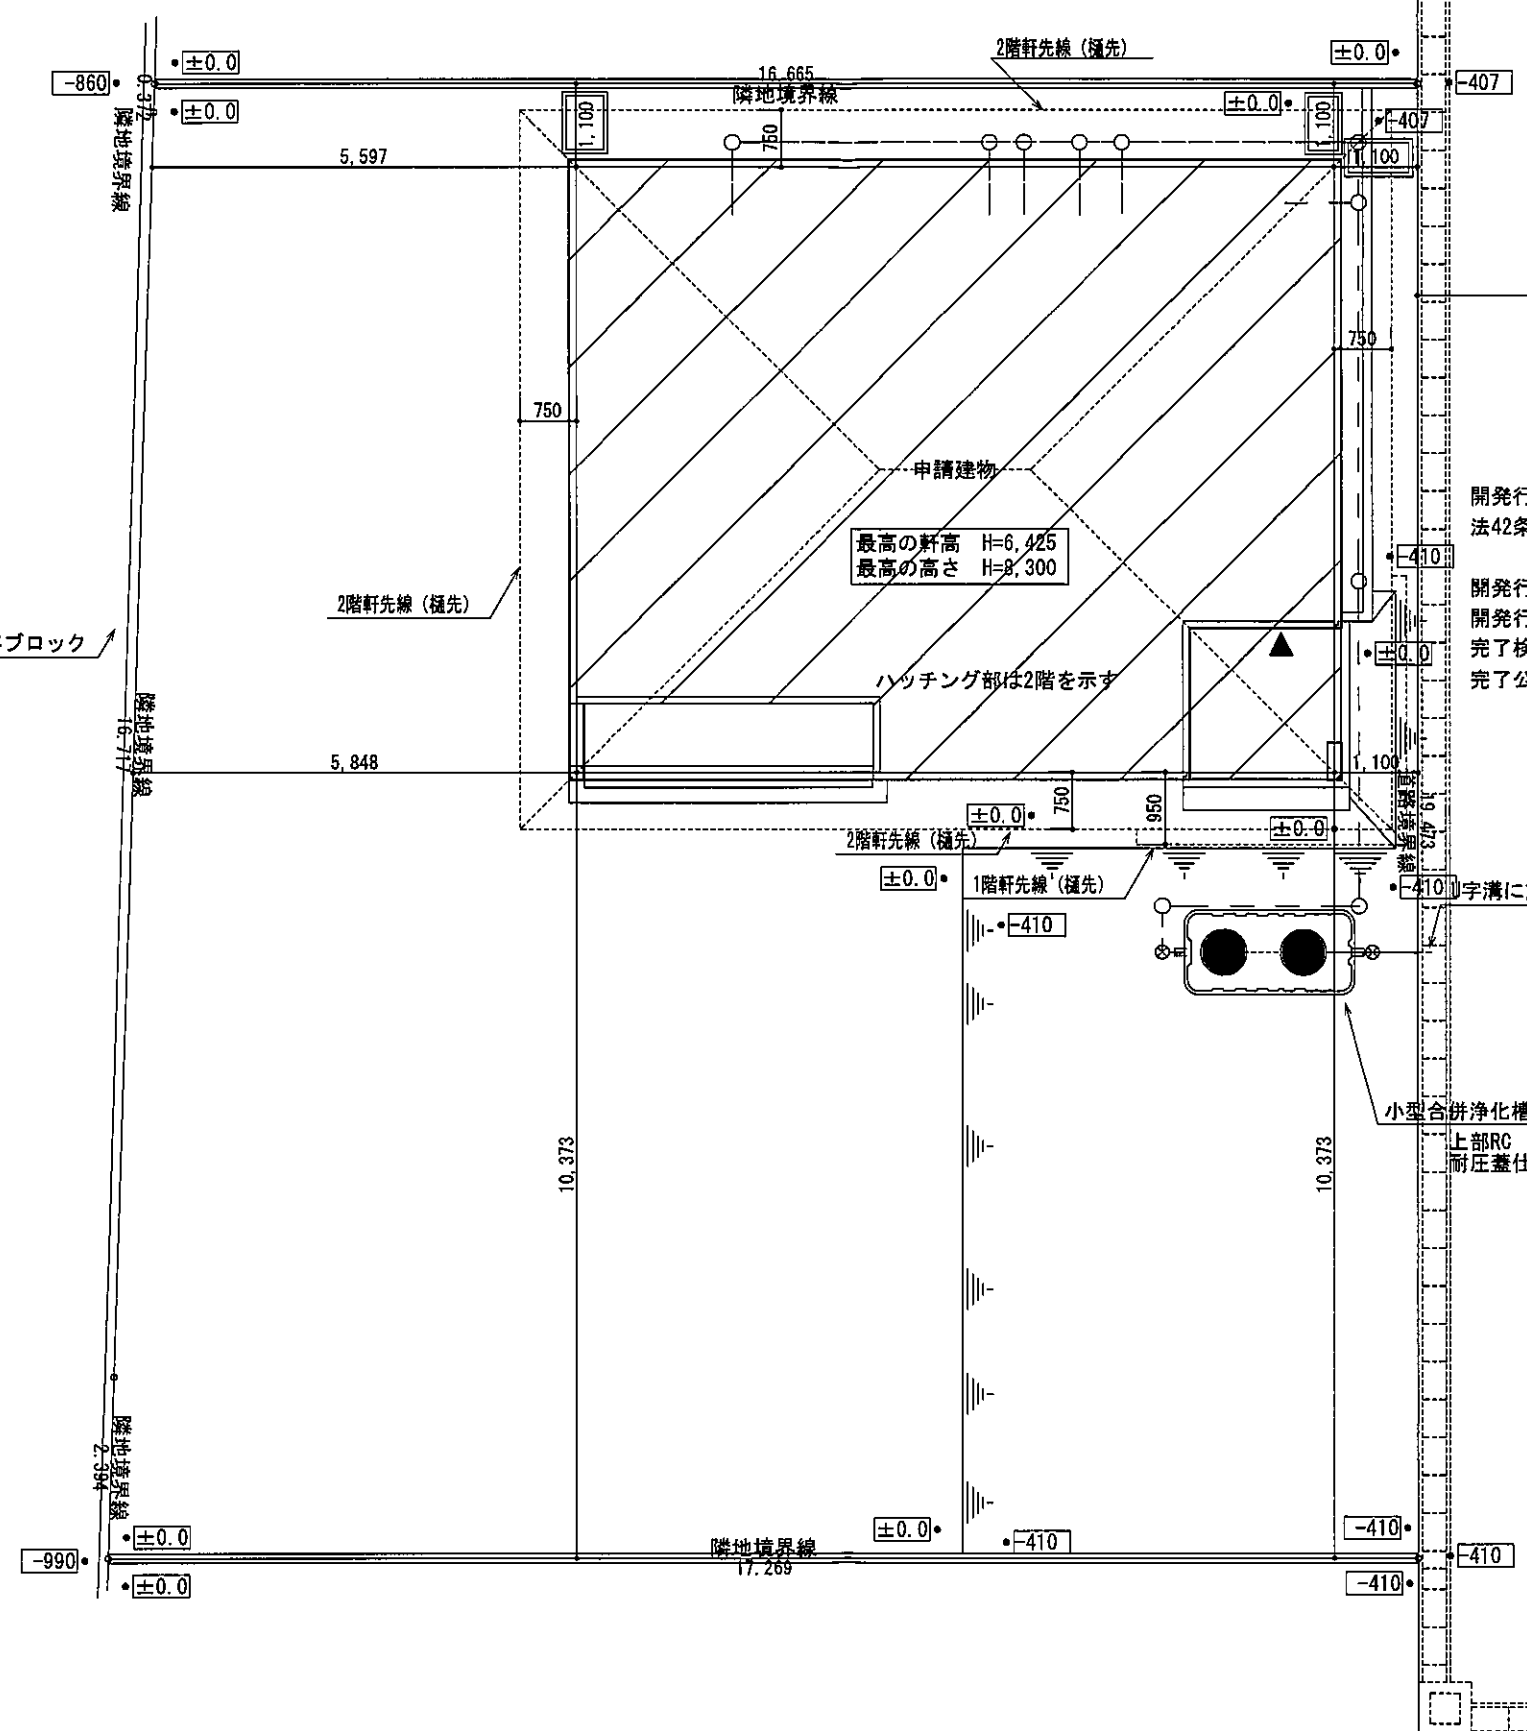 2階軒先線（樋先）
±0.0
±0.0
-860
16.665
-407
隣地境界線
0.372
±0.0
±0.0
-407
1,100
1,100
750
隣地境界線
5,597
1,100
750
750
申請建物
開発行
法42条
最高の軒高 H=6,425
最高の高さ H=8,300
-410
開発行
2階軒先線（樋先）
開発行
ブロック
完了検
±0.0
ハッチング部は2階を示す
完了公
隣地境界線
16.717
5,848
1,100
750
950
道路境界線
19.473
±0.0
±0.0
2階軒先線（樋先）
±0.0
1階軒先線（樋先）
-410
U字溝に
-410
小型合併浄化槽
上部RC
耐圧蓋仕
10,373
10,373
隣地境界線
2.394
±0.0
±0.0
-410
-410
隣地境界線
-990
-410
17.269
±0.0
-410